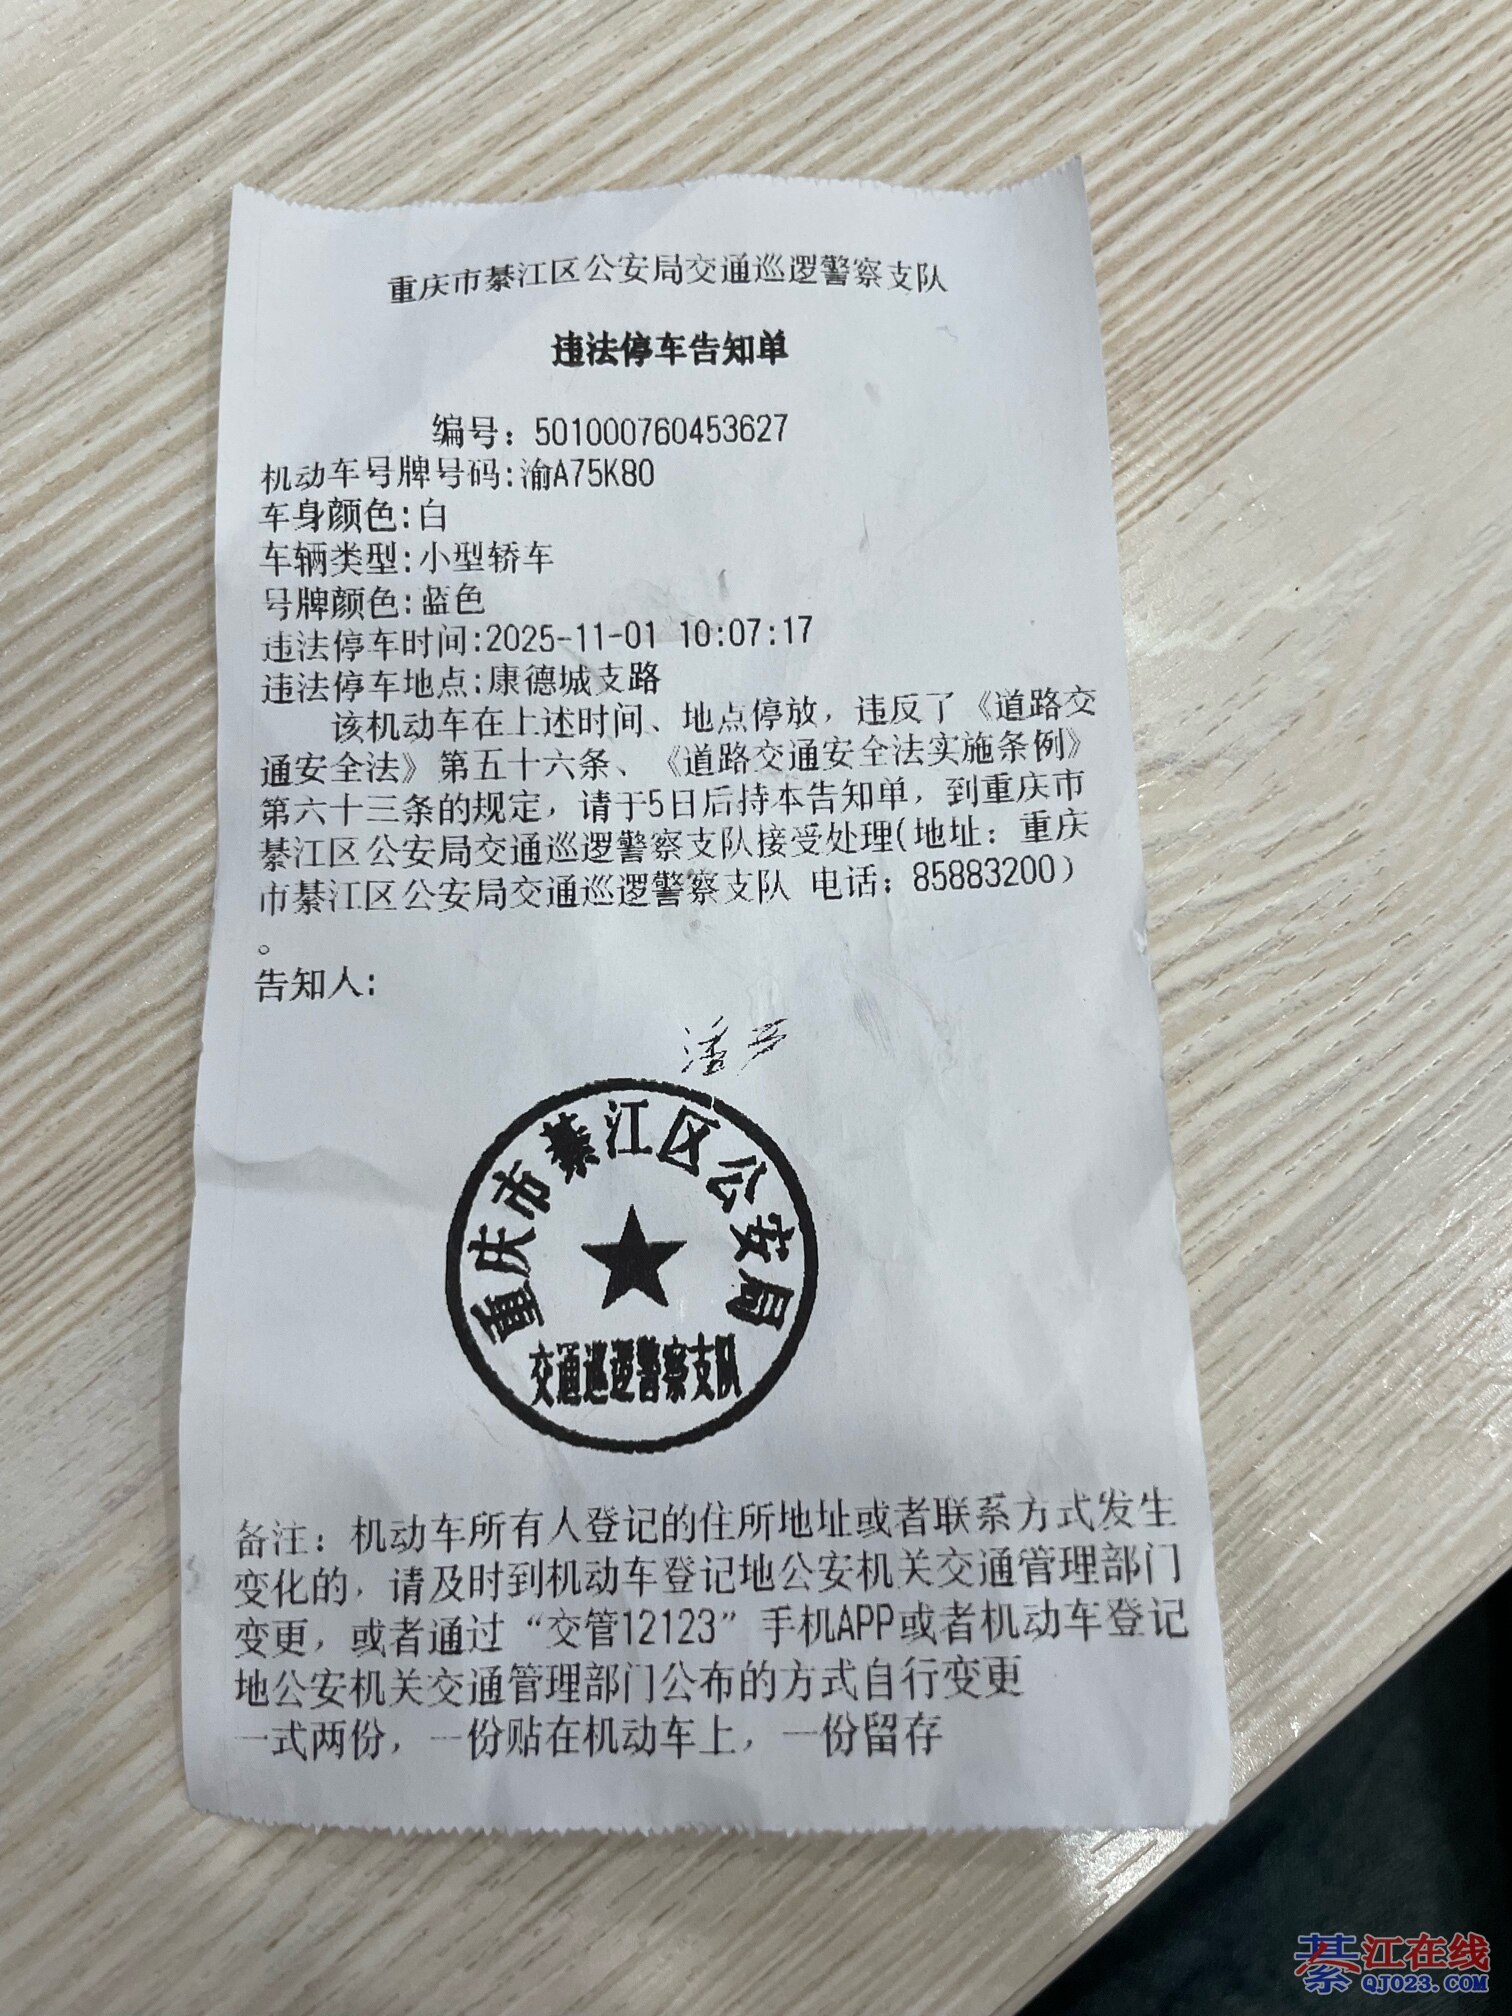 重庆市綦江区公安局交通巡逻警察支队
违法停车告知单
编号：501000760453627
机动车号牌号码:渝A75K80
车身颜色:白
车辆类型:小型轿车
号牌颜色:蓝色
违法停车时间:2025-11-01 10:07:17
违法停车地点:康德城支路
该机动车在上述时间、地点停放，违反了《道路交
通安全法》第五十六条、《道路交通安全法实施条例》
第六十三条的规定，请于5日后持本告知单，到重庆市
綦江区公安局交通巡逻警察支队接受处理(地址：重庆
市綦江区公安局交通巡逻警察支队 电话：85883200）
。
告知人:
重庆市綦江区公安局
交通巡逻警察支队
备注：机动车所有人登记的住所地址或者联系方式发生
变化的，请及时到机动车登记地公安机关交通管理部门
变更，或者通过“交管12123”手机APP或者机动车登记
地公安机关交通管理部门公布的方式自行变更
一式两份，一份贴在机动车上，一份留存
綦江在线
QJ023.COM